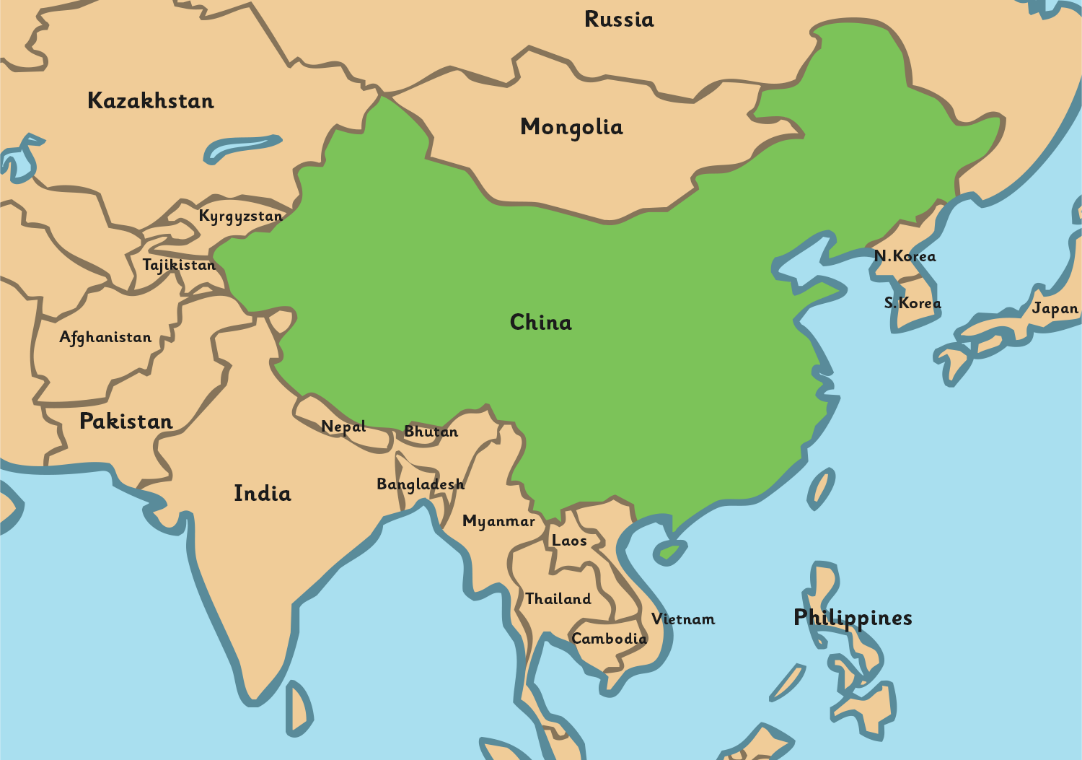 Russia
Kazakhstan
Mongolia
Kyrgyzstan
Tajikistan
N.Korea
S.Korea
Japan
China
Afghanistan
Pakistan
Nepal
Bhutan
Bangladesh
India
Myanmar
Laos
Thailand
Vietnam
Philippines
Cambodia